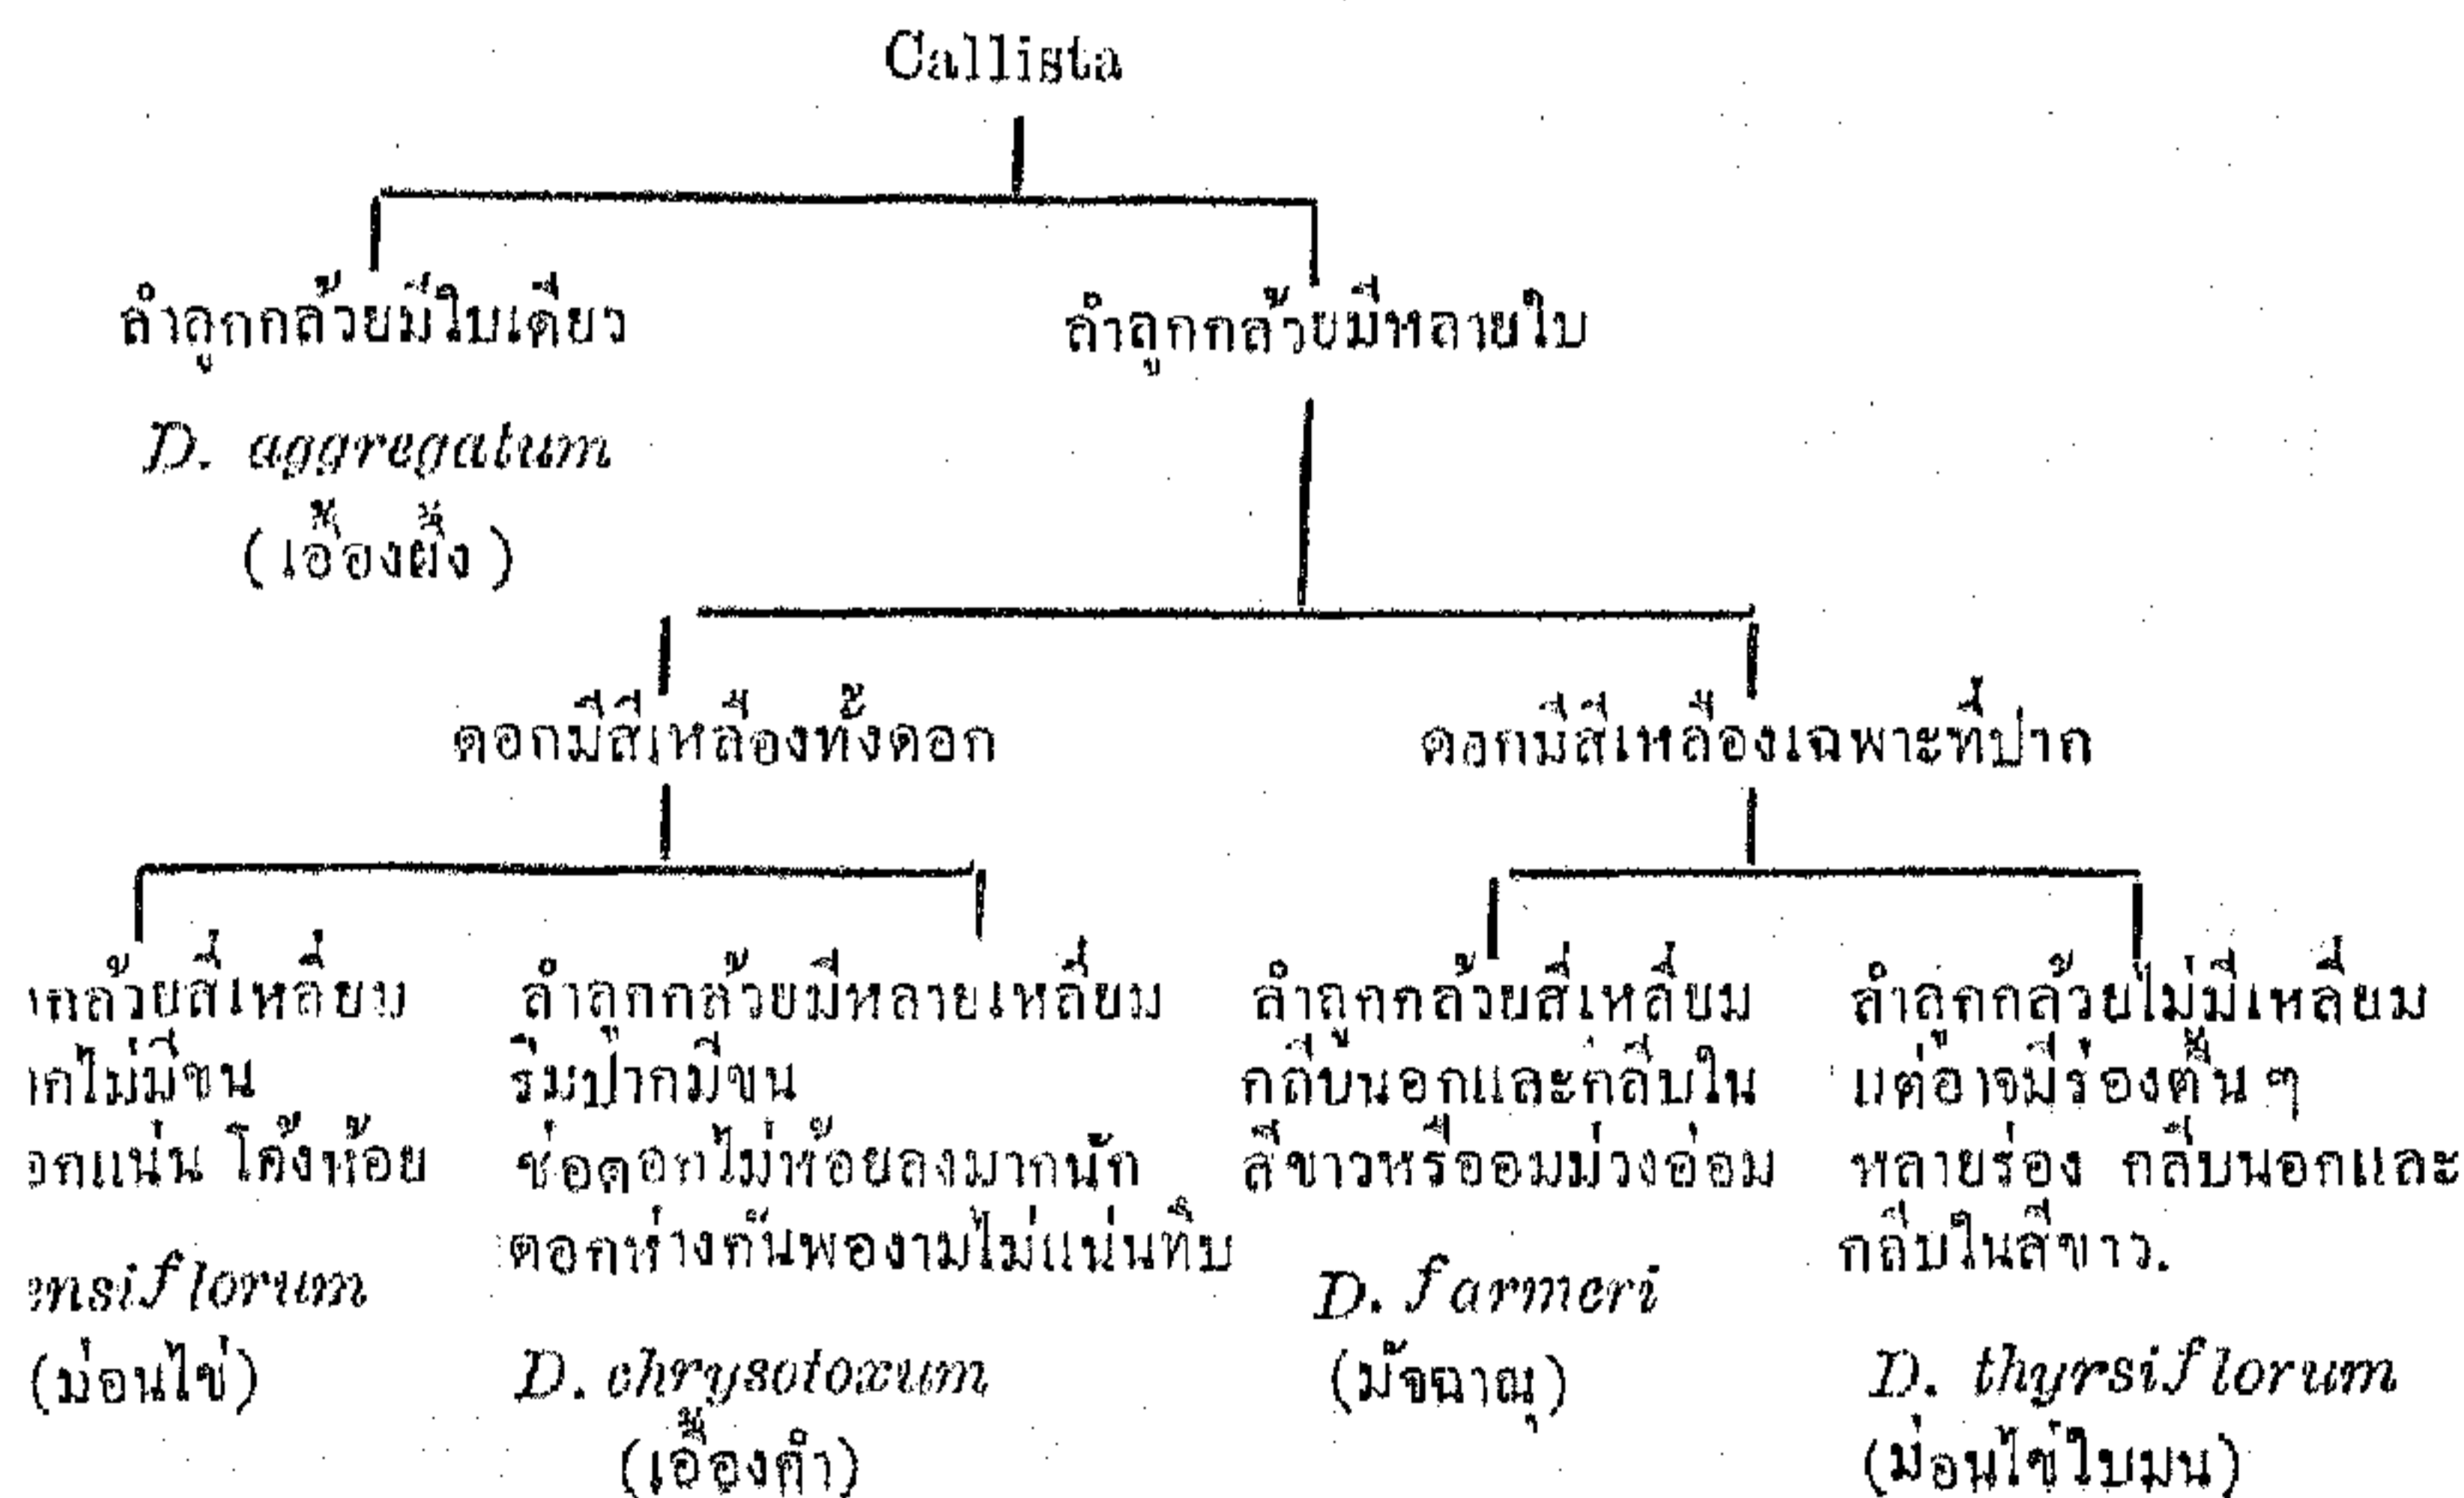 Callista
ลำลูกกล้วยมีใบเดียว
D. aggregatum
(เอื้องผึ้ง)
ลำลูกกล้วยมีหลายใบ
ดอกมีสีเหลืองทั้งดอก
ดอกมีสีเหลืองเฉพาะที่ปาก
กล้วยสี่เหลี่ยม
ไม่มีขน
แน่น โค้งห้อย
ensiflorum
(ม่อนไข่)
ลำลูกกล้วยมีหลายเหลี่ยม
ริมปากมีขน
ช่อดอกไม่ห้อยลงมากนัก
ดอกห่างกันพองามไม่แน่นทึบ
D. chrysotoxum
(เอื้องคำ)
ลำลูกกล้วยสี่เหลี่ยม
กลีบนอกและกลีบใน
สีขาวหรืออมม่วงอ่อม
D. farmeri
(มัจฉาณุ)
ลำลูกกล้วยไม่มีเหลี่ยม
แต่อาจมีร่องตื้น ๆ
หลายร่อง กลีบนอกและ
กลีบในสีขาว.
D. thyrsiflorum
(ม่อนไข่ใบมน)